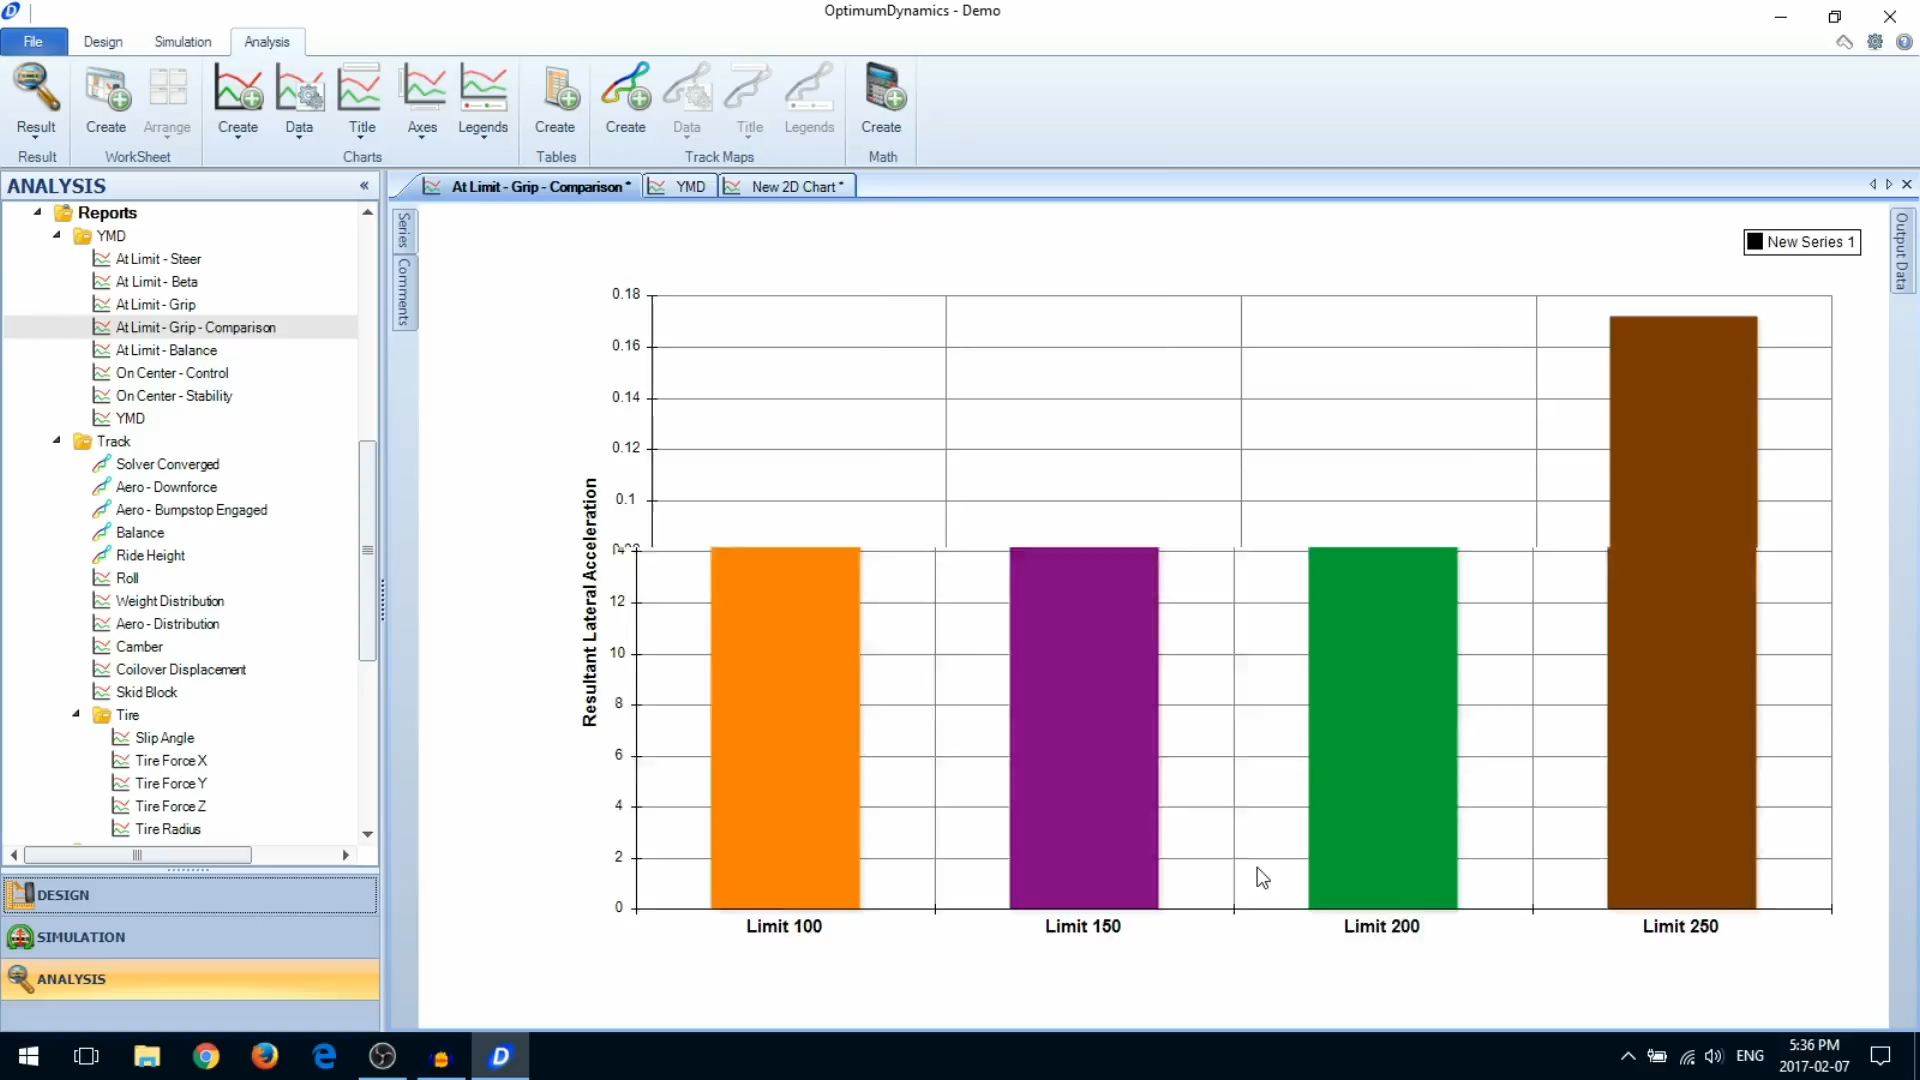 OptimumDynamics - Demo
File
Design
Simulation
Analysis
Result
Create
Arrange
Create
Data
Title
Axes
Legends
Create
Create
Data
Title
Legends
Create
Result
WorkSheet
Charts
Tables
Track Maps
Math
ANALYSIS
Reports
YMD
At Limit - Steer
At Limit - Beta
At Limit - Grip
At Limit - Grip - Comparison
At Limit - Balance
On Center - Control
On Center - Stability
YMD
Track
Solver Converged
Aero - Downforce
Aero - Bumpstop Engaged
Balance
Ride Height
Roll
Weight Distribution
Aero - Distribution
Camber
Coilover Displacement
Skid Block
Tire
Slip Angle
Tire Force X
Tire Force Y
Tire Force Z
Tire Radius
DESIGN
SIMULATION
ANALYSIS
At Limit - Grip - Comparison *
YMD
New 2D Chart *
Series
Comments
Output Data
New Series 1
Resultant Lateral Acceleration
0.18
0.16
0.14
0.12
0.1
12
10
8
6
4
2
0
Limit 100
Limit 150
Limit 200
Limit 250
ENG
5:36 PM
2017-02-07